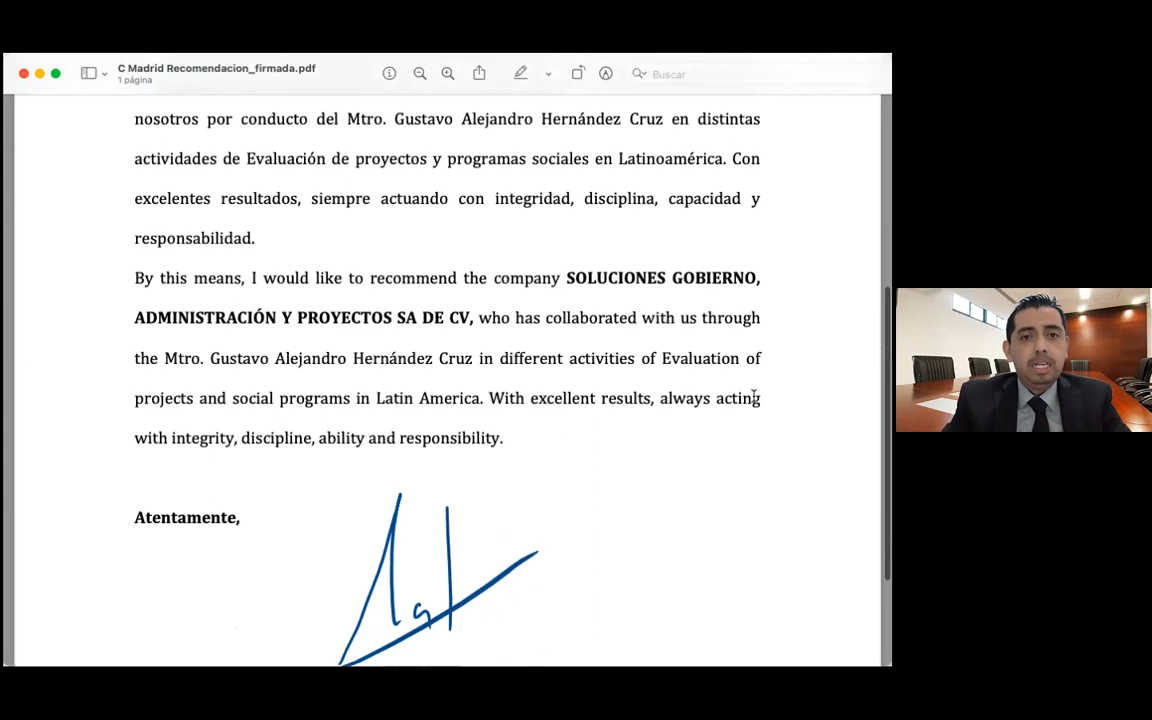 C Madrid Recomendacion_firmada.pdf
1 página
Buscar
nosotros por conducto del Mtro. Gustavo Alejandro Hernández Cruz en distintas
actividades de Evaluación de proyectos y programas sociales en Latinoamérica. Con
excelentes resultados, siempre actuando con integridad, disciplina, capacidad y
responsabilidad.
By this means, I would like to recommend the company SOLUCIONES GOBIERNO,
ADMINISTRACIÓN Y PROYECTOS SA DE CV, who has collaborated with us through
the Mtro. Gustavo Alejandro Hernández Cruz in different activities of Evaluation of
projects and social programs in Latin America. With excellent results, always acting
with integrity, discipline, ability and responsibility.
Atentamente,